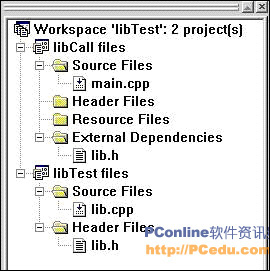 Workspace 'libTest': 2 project(s)
libCall files
Source Files
main.cpp
Header Files
Resource Files
External Dependencies
lib.h
libTest files
Source Files
lib.cpp
Header Files
lib.h
PConline软件资讯
http://PCedu.com